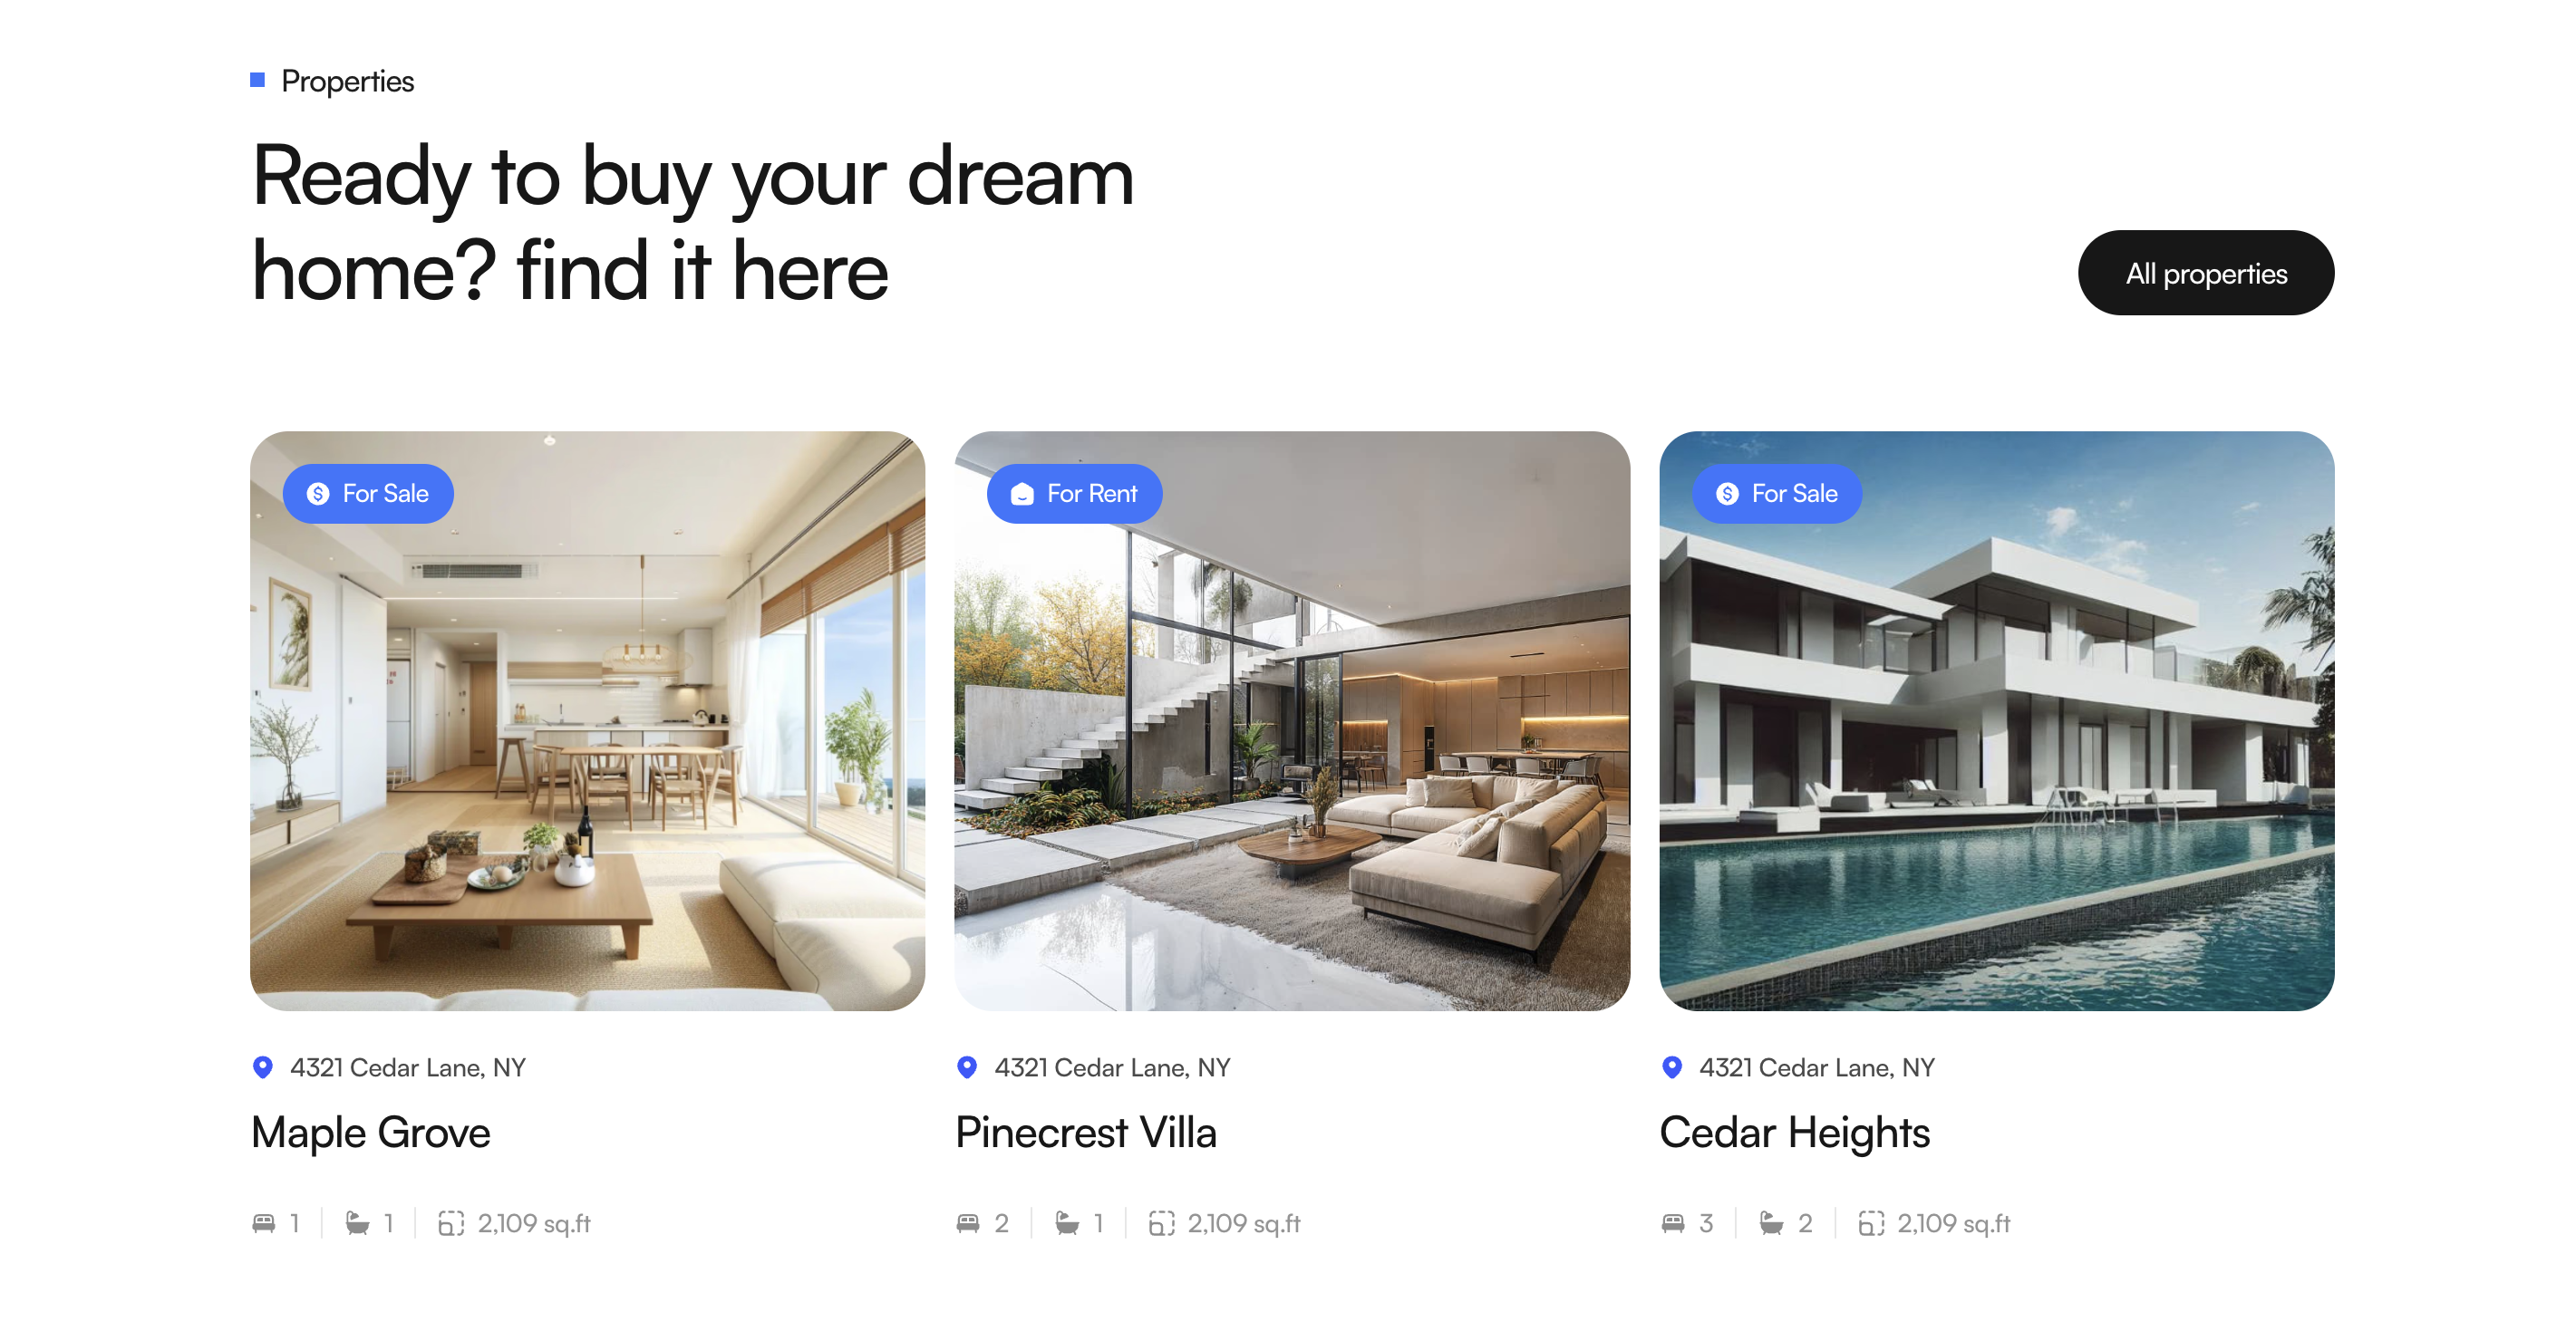 Properties
Ready to buy your dream
home? find it here
All properties
For Sale
For Rent
For Sale
4321 Cedar Lane, NY
4321 Cedar Lane, NY
4321 Cedar Lane, NY
Maple Grove
Pinecrest Villa
Cedar Heights
1 1 2,109 sq.ft
2 1 2,109 sq.ft
3 2 2,109 sq.ft